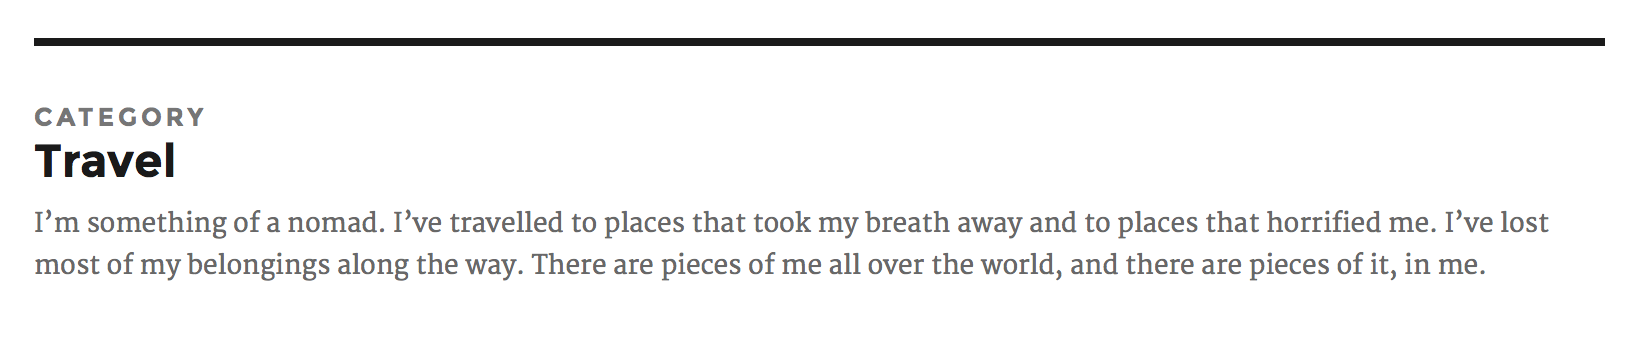 CATEGORY
Travel
I’m something of a nomad. I’ve travelled to places that took my breath away and to places that horrified me. I’ve lost
most of my belongings along the way. There are pieces of me all over the world, and there are pieces of it, in me.